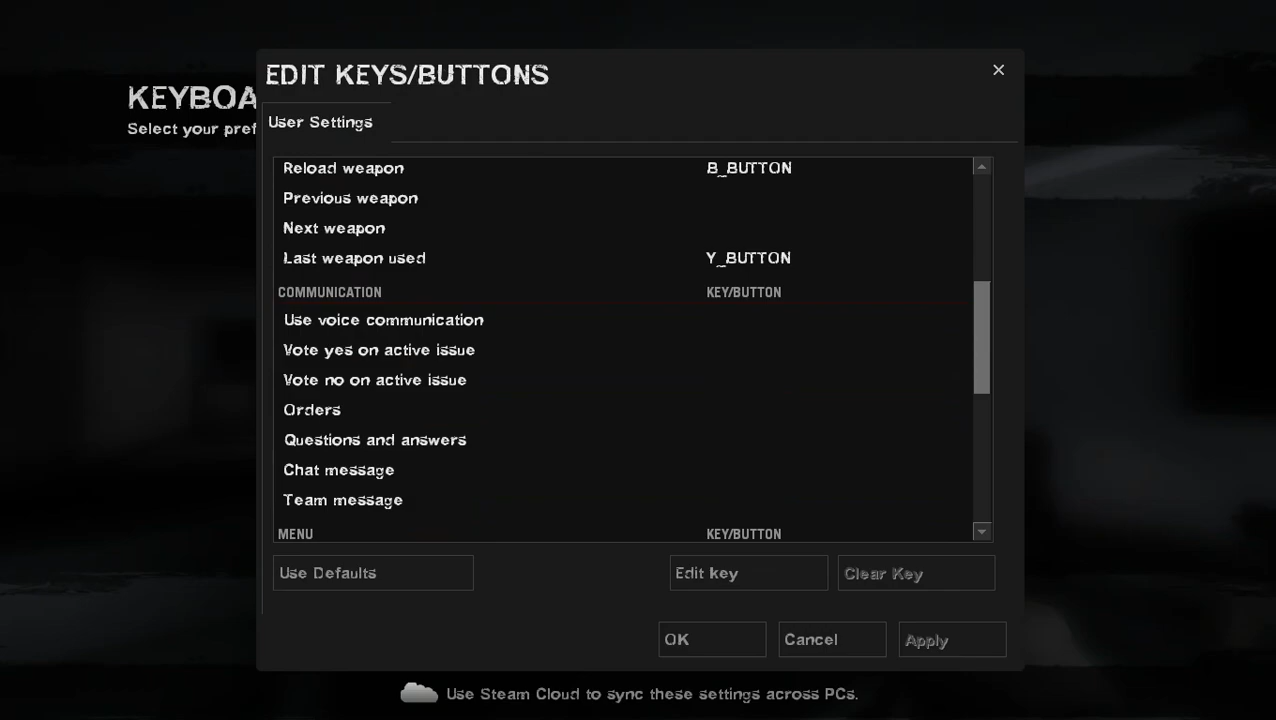 EDIT KEYS/BUTTONS
KEYBOA
Select your pref
User Settings
Reload weapon B_BUTTON
Previous weapon
Next weapon
Last weapon used Y_BUTTON
COMMUNICATION KEY/BUTTON
Use voice communication
Vote yes on active issue
Vote no on active issue
Orders
Questions and answers
Chat message
Team message
MENU KEY/BUTTON
Use Defaults Edit key Clear Key
OK Cancel Apply
Use Steam Cloud to sync these settings across PCs.